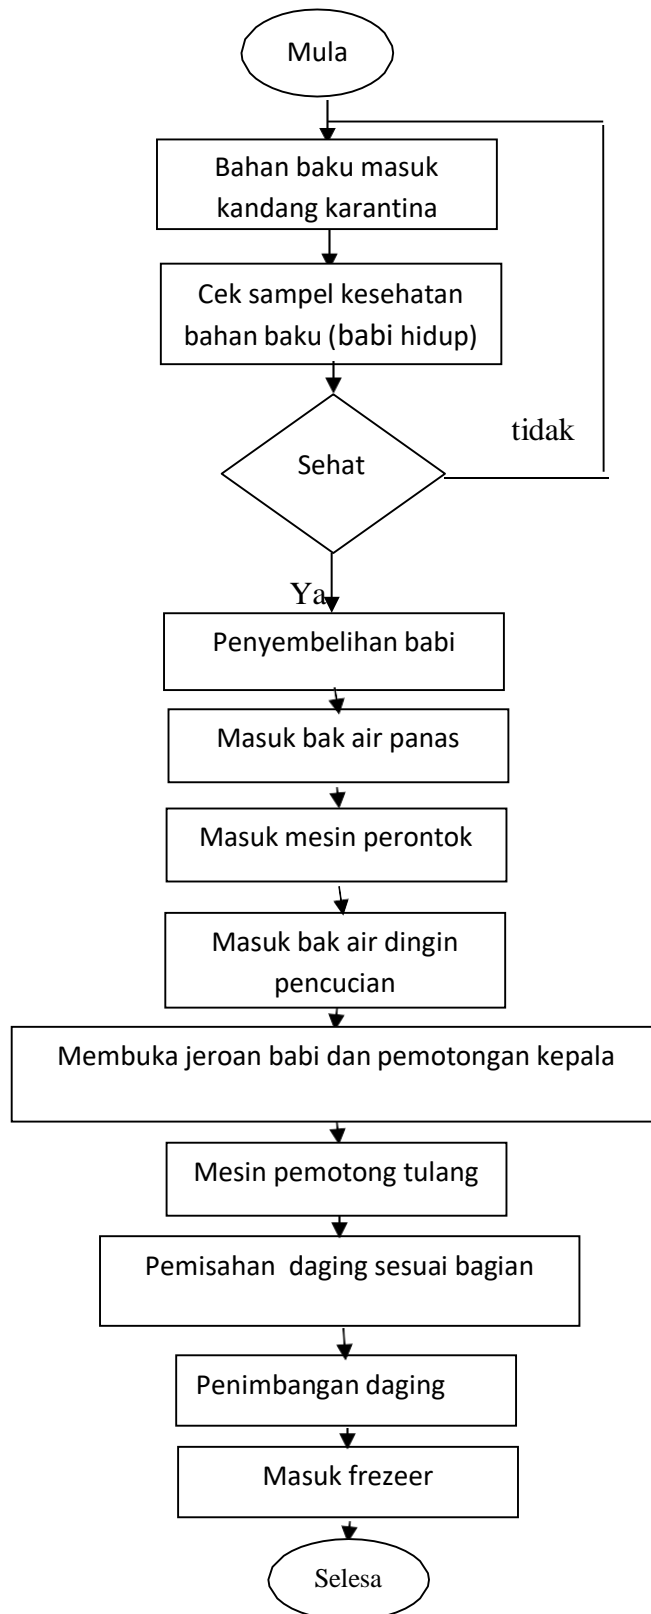 Mula
Bahan baku masuk
kandang karantina
Cek sampel kesehatan
bahan baku (babi hidup)
Sehat
tidak
Ya
Penyembelihan babi
Masuk bak air panas
Masuk mesin perontok
Masuk bak air dingin
pencucian
Membuka jeroan babi dan pemotongan kepala
Mesin pemotong tulang
Pemisahan daging sesuai bagian
Penimbangan daging
Masuk frezeer
Selesa